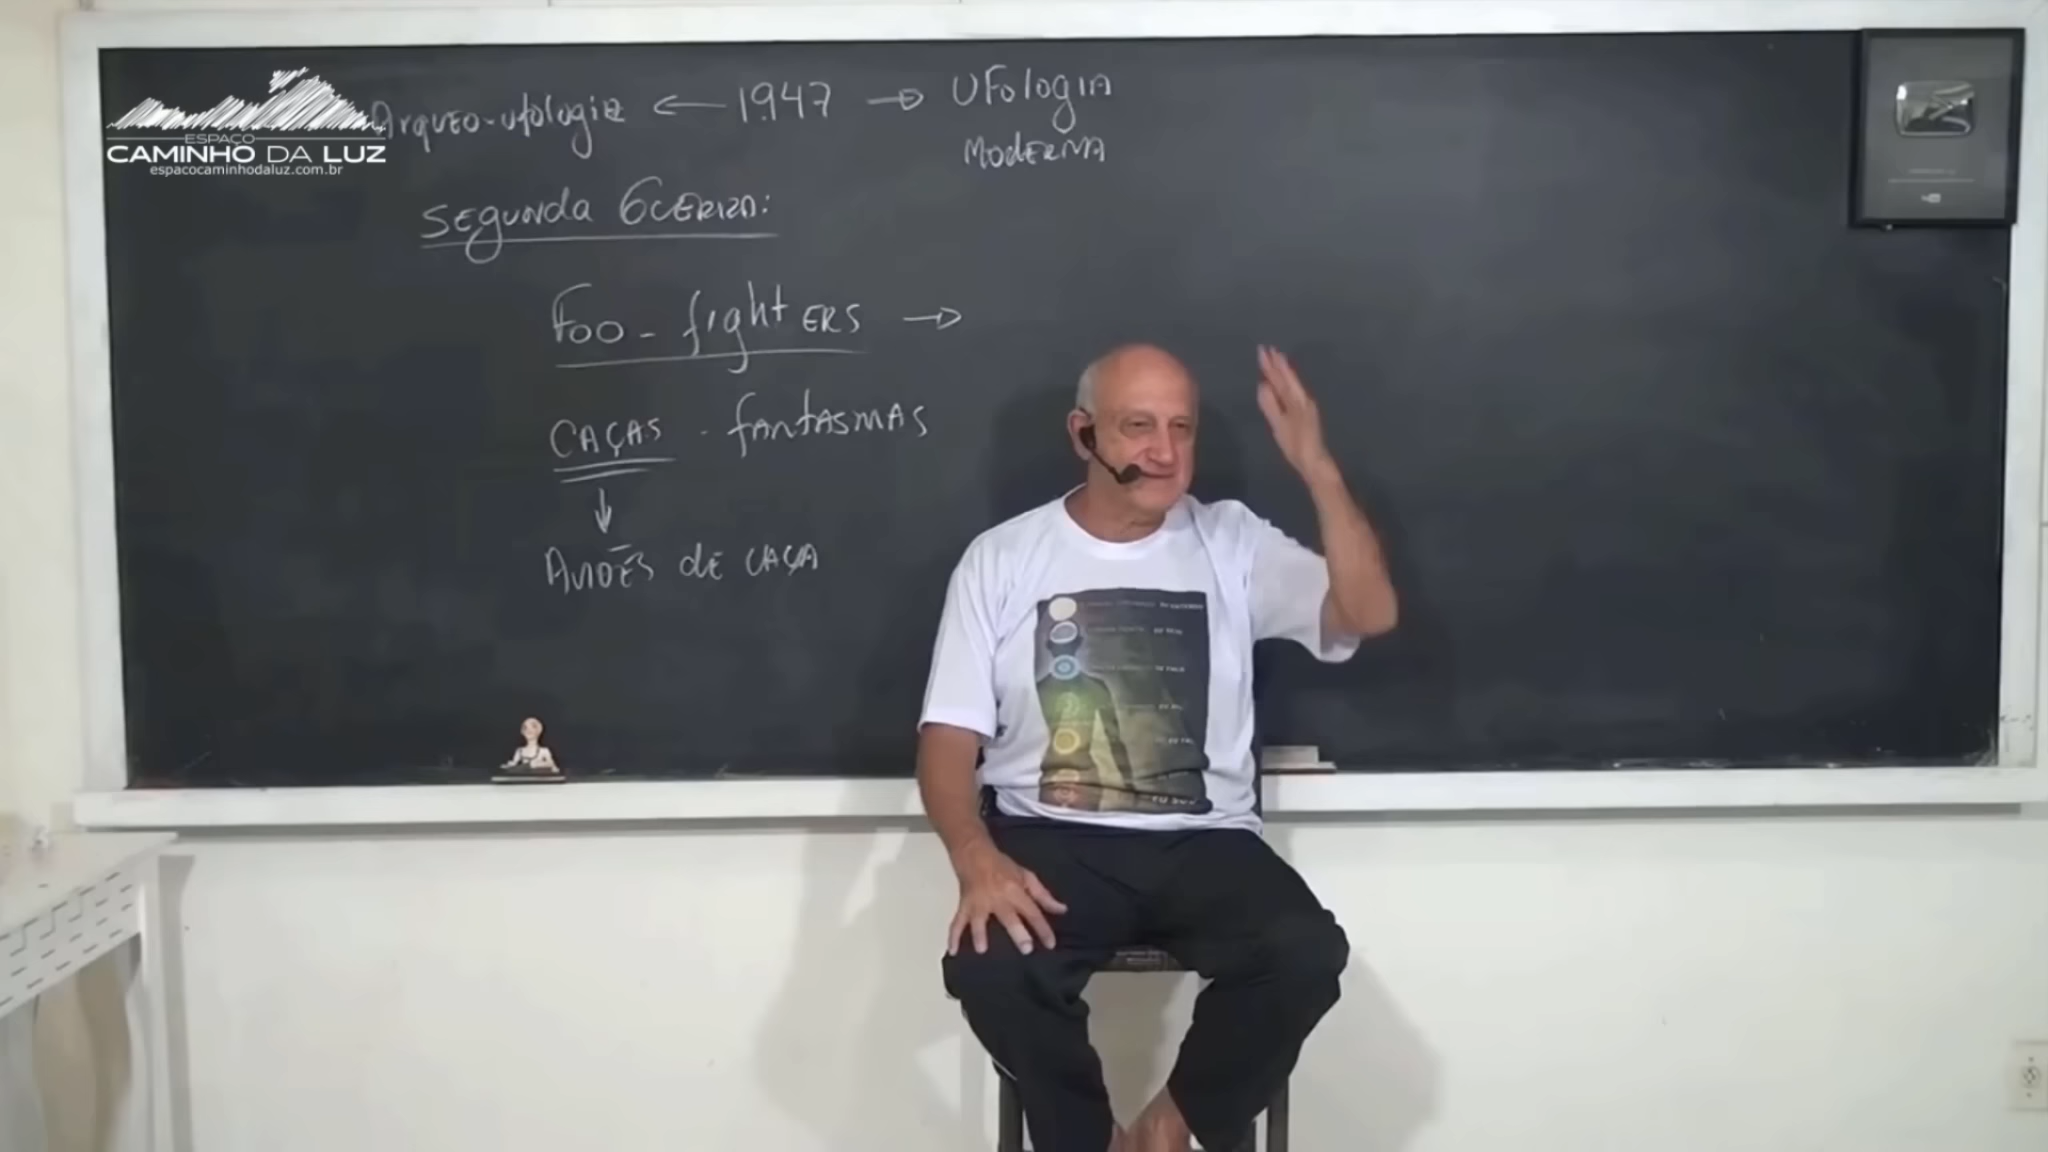 ESPAÇO
CAMINHO DA LUZ
espacocaminhodaluz.com.br
Arqueo-ufologia ← 1947 → UFologIA
ModERNA
SEgUNda GUERRA:
Foo - fightERS →
CAÇAS - fANtASMAS
↓
AVIÕES dE CAÇA